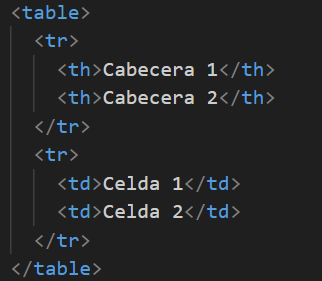 <table>
<tr>
<th>Cabecera 1</th>
<th>Cabecera 2</th>
</tr>
<tr>
<td>Celda 1</td>
<td>Celda 2</td>
</tr>
</table>